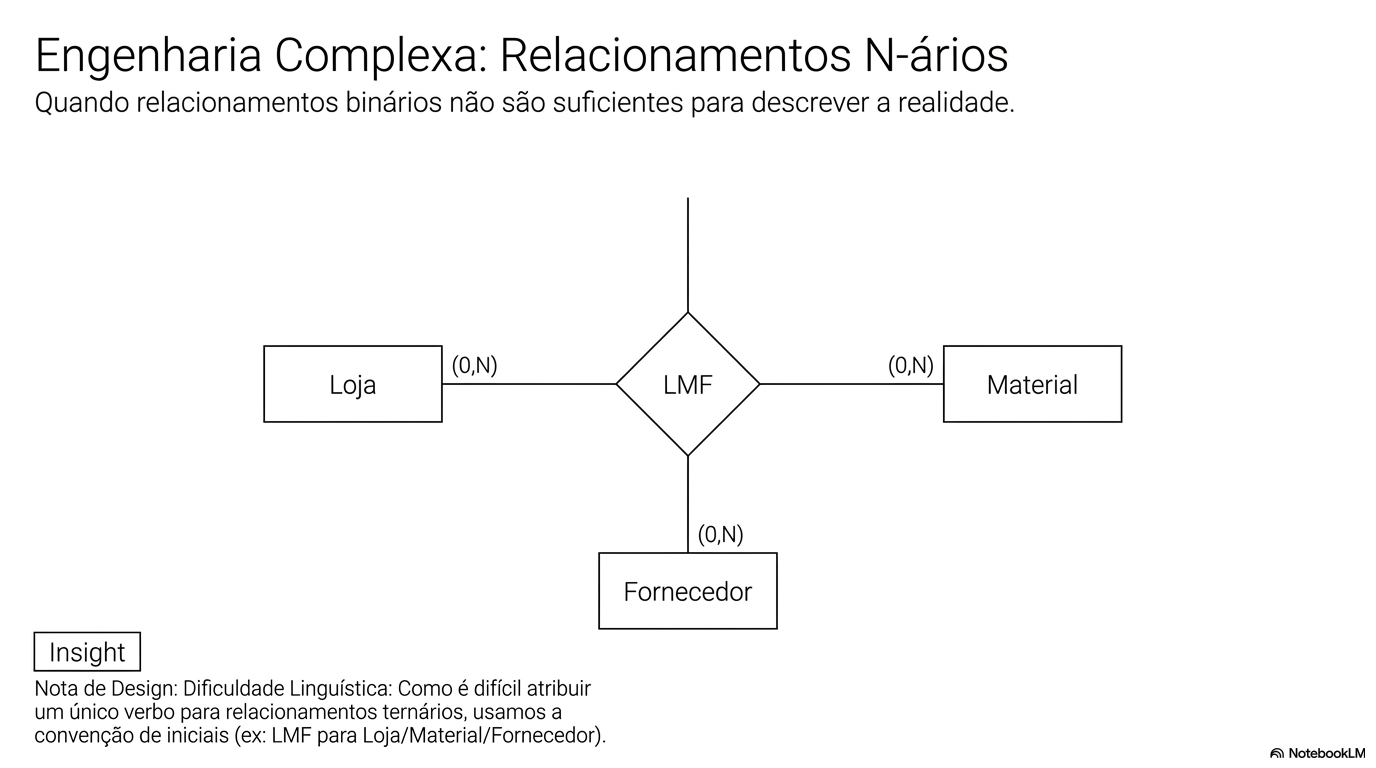 Engenharia Complexa: Relacionamentos N-ários
Quando relacionamentos binários não são suficientes para descrever a realidade.
Loja
(0,N)
LMF
(0,N)
Material
(0,N)
Fornecedor
Insight
Nota de Design: Dificuldade Linguística: Como é difícil atribuir
um único verbo para relacionamentos ternários, usamos a
convenção de iniciais (ex: LMF para Loja/Material/Fornecedor).
NotebookLM